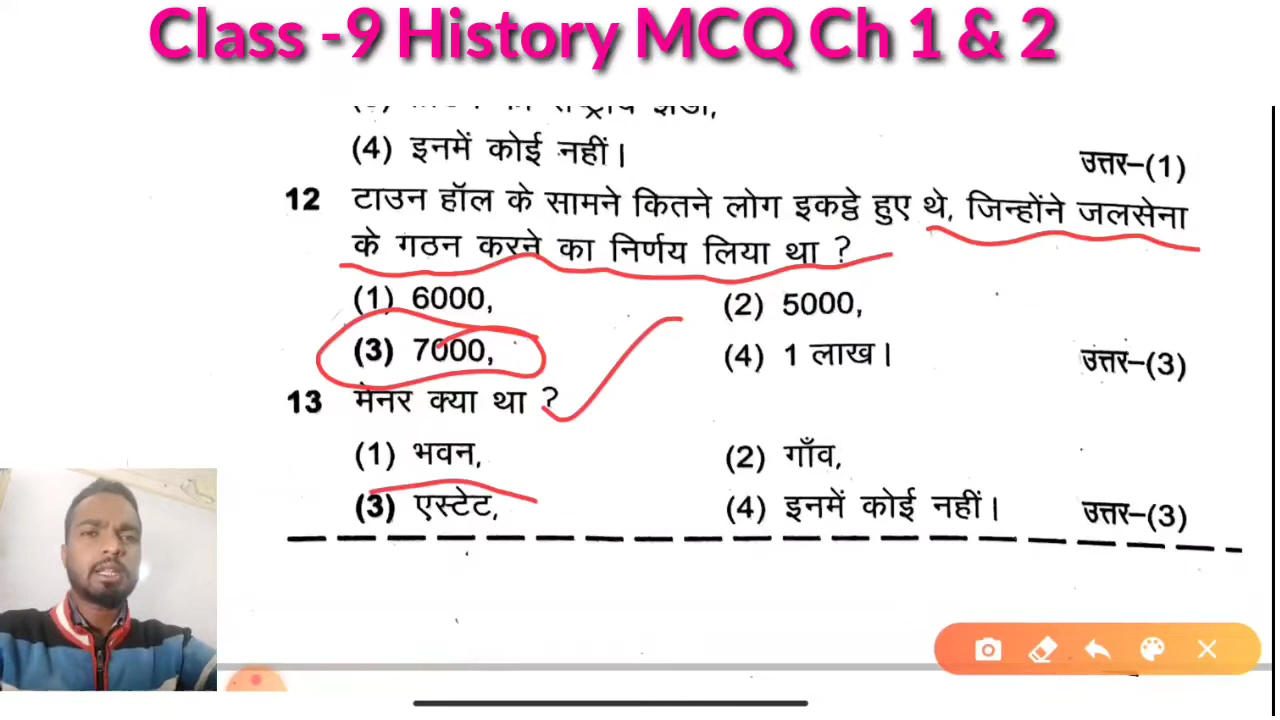 Class -9 History MCQ Ch 1 & 2
(4) इनमें कोई नहीं।
उत्तर–(1)
12 टाउन हॉल के सामने कितने लोग इकट्ठे हुए थे, जिन्होंने जलसेना
के गठन करने का निर्णय लिया था ?
(1) 6000, (2) 5000,
(3) 7000, (4) 1 लाख।
उत्तर–(3)
13 मेनर क्या था ?
(1) भवन, (2) गाँव,
(3) एस्टेट, (4) इनमें कोई नहीं।
उत्तर–(3)